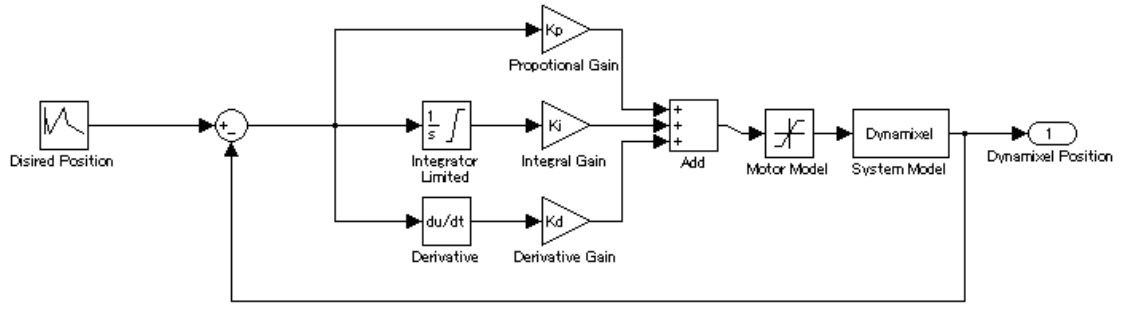 Kp
Propotional Gain
Disired Position
+
-
1
s
Integrator
Limited
Ki
Integral Gain
du/dt
Derivative
Kd
Derivative Gain
+
+
+
Add
Motor Model
Dynamixel
System Model
1
Dynamixel Position